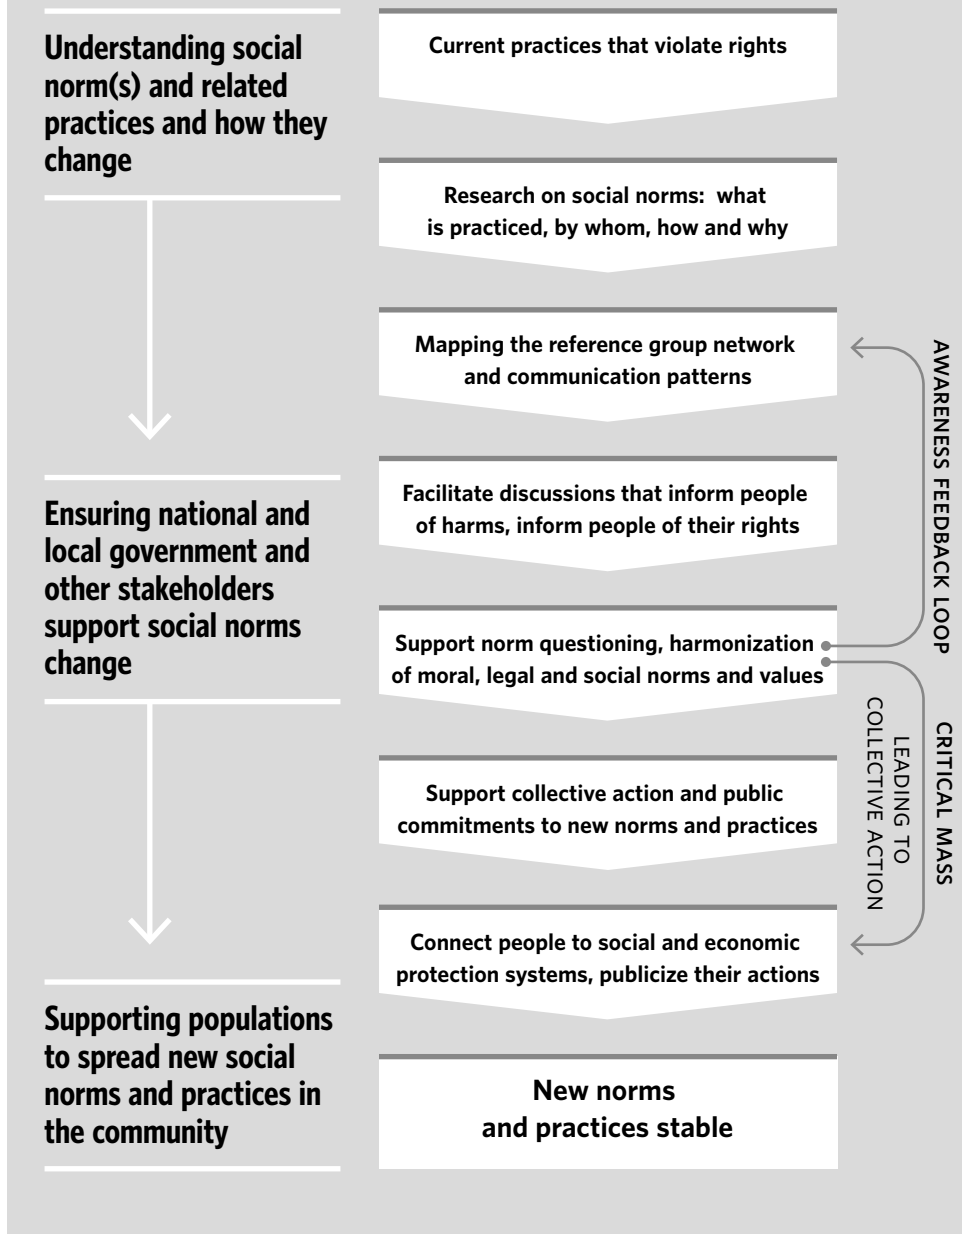 Understanding social
norm(s) and related
practices and how they
change
Ensuring national and
local government and
other stakeholders
support social norms
change
Supporting populations
to spread new social
norms and practices in
the community
Current practices that violate rights
Research on social norms: what
is practiced, by whom, how and why
Mapping the reference group network
and communication patterns
Facilitate discussions that inform people
of harms, inform people of their rights
Support norm questioning, harmonization
of moral, legal and social norms and values
Support collective action and public
commitments to new norms and practices
Connect people to social and economic
protection systems, publicize their actions
New norms
and practices stable
AWARENESS FEEDBACK LOOP
CRITICAL MASS
LEADING TO
COLLECTIVE ACTION